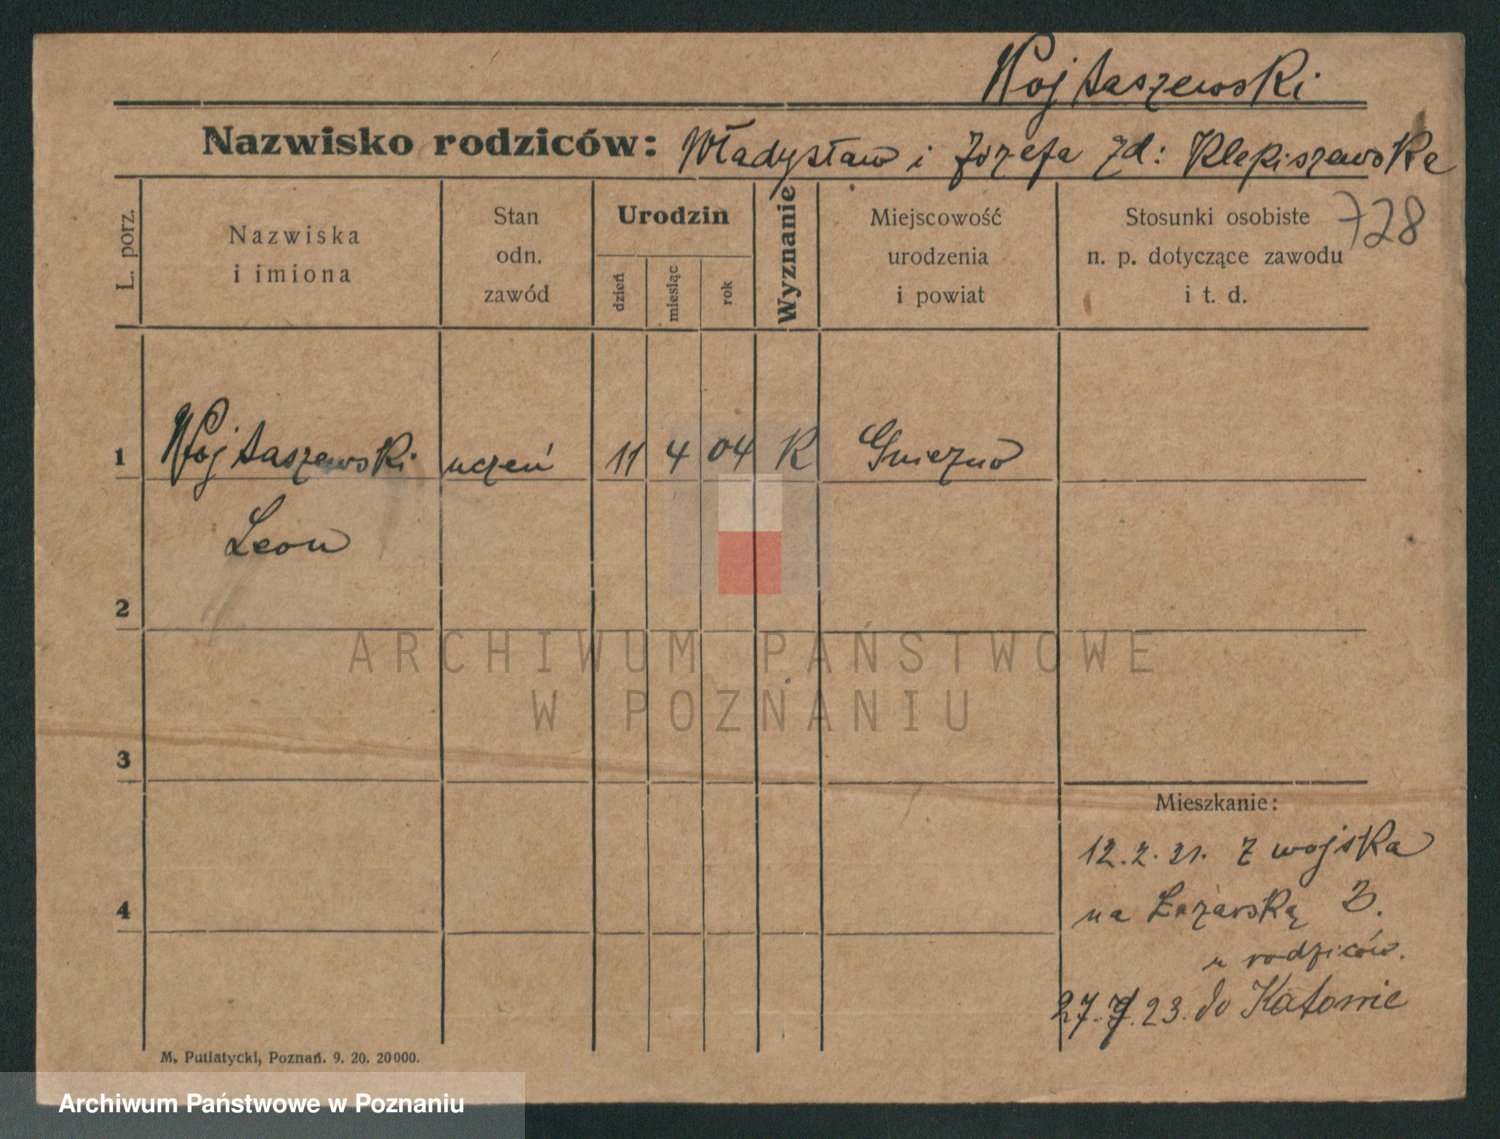 Wojtaszewski
Nazwisko rodziców: Władysław i Józefa zd: Klepiszewska
728
L. porz.
Nazwiska
i imiona
Stan
odn.
zawód
Urodzin
dzień
miesiąc
rok
Wyznanie
Miejscowość
urodzenia
i powiat
Stosunki osobiste
n. p. dotyczące zawodu
i t. d.
1 Wojtaszewski uczeń 11 4 04 K Gniezno
Leon
2
3
4
Mieszkanie:
12.2.21. z wojska
na Łazarską
u rodziców.
27. 23. do Katowic
M. Putiatycki, Poznań. 9. 20. 20000.
ARCHIWUM PAŃSTWOWE
W POZNANIU
Archiwum Państwowe w Poznaniu